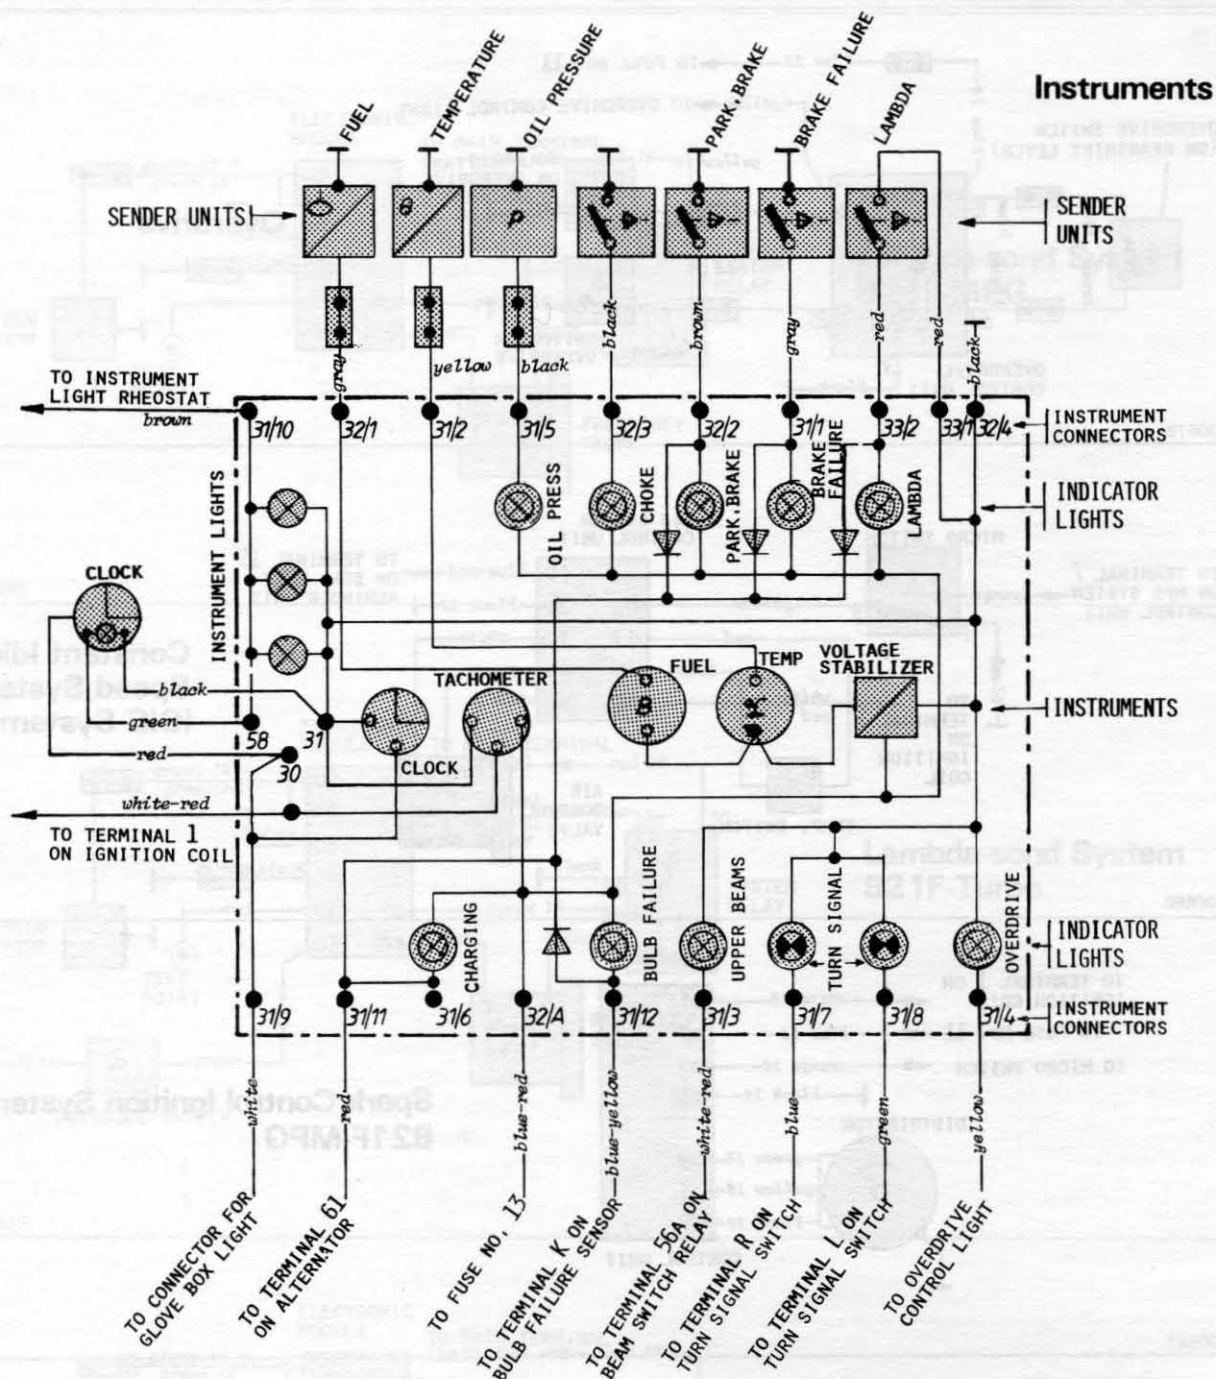 Instruments
FUEL
TEMPERATURE
OIL PRESSURE
PARK.BRAKE
BRAKE FAILURE
LAMBDA
SENDER UNITS
SENDER
UNITS
θ
P
black
brown
gray
red
red
black
gray
yellow
black
TO INSTRUMENT
LIGHT RHEOSTAT
brown
31/10
32/1
31/2
31/5
32/3
32/2
31/1
33/2
33/1
32/4
INSTRUMENT
CONNECTORS
INSTRUMENT LIGHTS
OIL PRESS
CHOKE
PARK.BRAKE
BRAKE
FAILURE
LAMBDA
INDICATOR
LIGHTS
CLOCK
black
green
red
58
31
30
CLOCK
TACHOMETER
FUEL
TEMP
VOLTAGE
STABILIZER
INSTRUMENTS
white-red
TO TERMINAL 1
ON IGNITION COIL
CHARGING
BULB FAILURE
UPPER BEAMS
TURN SIGNAL
OVERDRIVE
INDICATOR
LIGHTS
31/9
31/11
31/6
32/A
31/12
31/3
31/7
31/8
31/4
INSTRUMENT
CONNECTORS
white
red
blue-red
blue-yellow
white-red
blue
green
yellow
TO CONNECTOR FOR
GLOVE BOX LIGHT
TO TERMINAL 61
ON ALTERNATOR
TO FUSE NO. 13
TO TERMINAL K ON
BULB FAILURE SENSOR
TO TERMINAL 56A ON
BEAM SWITCH RELAY
TO TERMINAL R ON
TURN SIGNAL SWITCH
TO TERMINAL L ON
TURN SIGNAL SWITCH
TO OVERDRIVE
CONTROL LIGHT